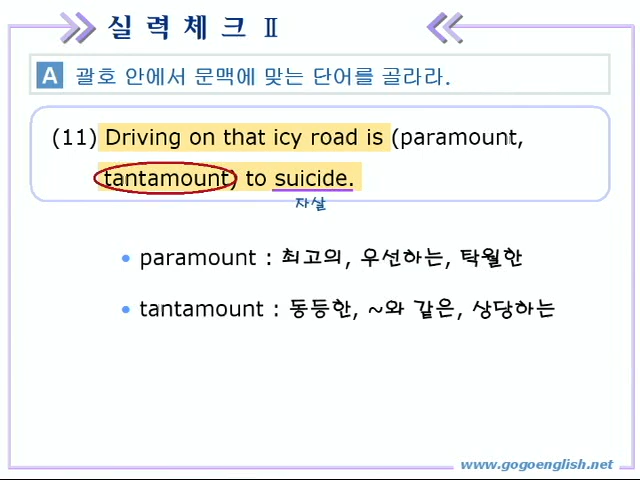 실력체크 Ⅱ
A 괄호 안에서 문맥에 맞는 단어를 골라라.
(11) Driving on that icy road is (paramount,
tantamount) to suicide.
자살
• paramount : 최고의, 우선하는, 탁월한
• tantamount : 동등한, ~와 같은, 상당하는
www.gogoenglish.net